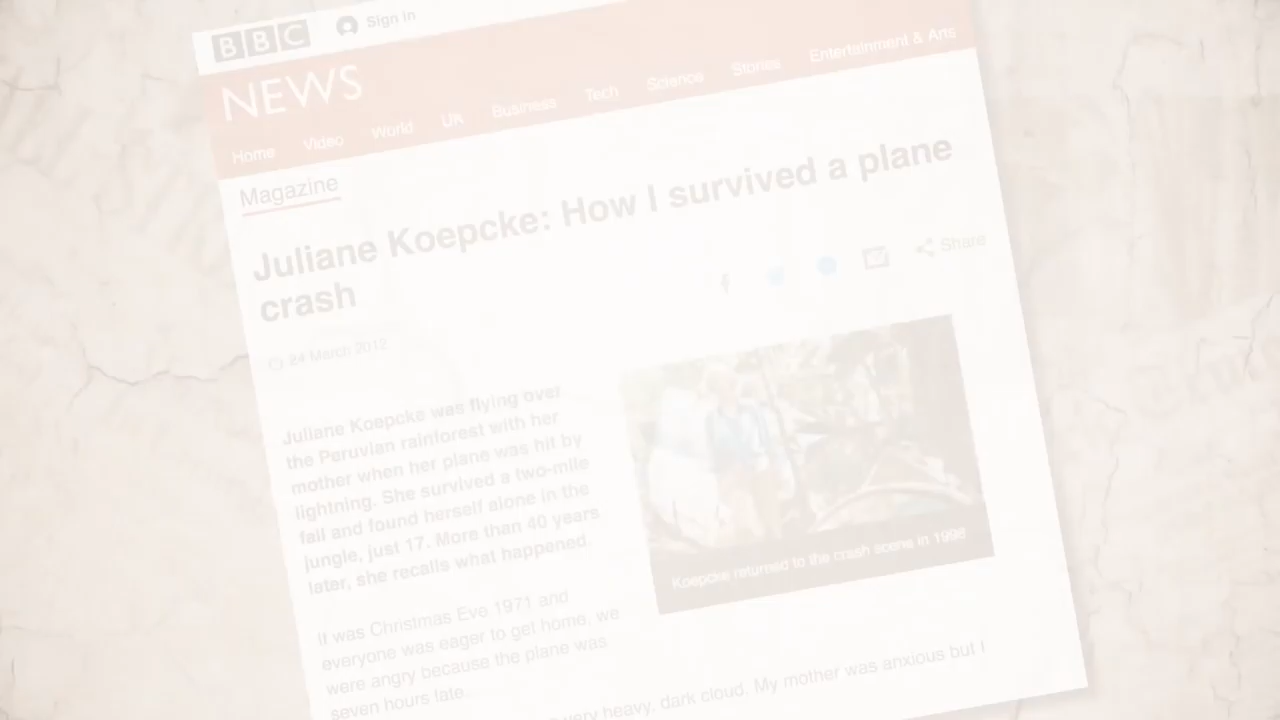 BBC Sign in
NEWS
Home Video World UK Business Tech Science Stories Entertainment & Arts
Magazine
Juliane Koepcke: How I survived a plane
crash
24 March 2012
Share
Juliane Koepcke was flying over
the Peruvian rainforest with her
mother when her plane was hit by
lightning. She survived a two-mile
fall and found herself alone in the
jungle, just 17. More than 40 years
later, she recalls what happened.
Koepcke returned to the crash scene in 1998
It was Christmas Eve 1971 and
everyone was eager to get home, we
were angry because the plane was
seven hours late.
very heavy, dark cloud. My mother was anxious but I